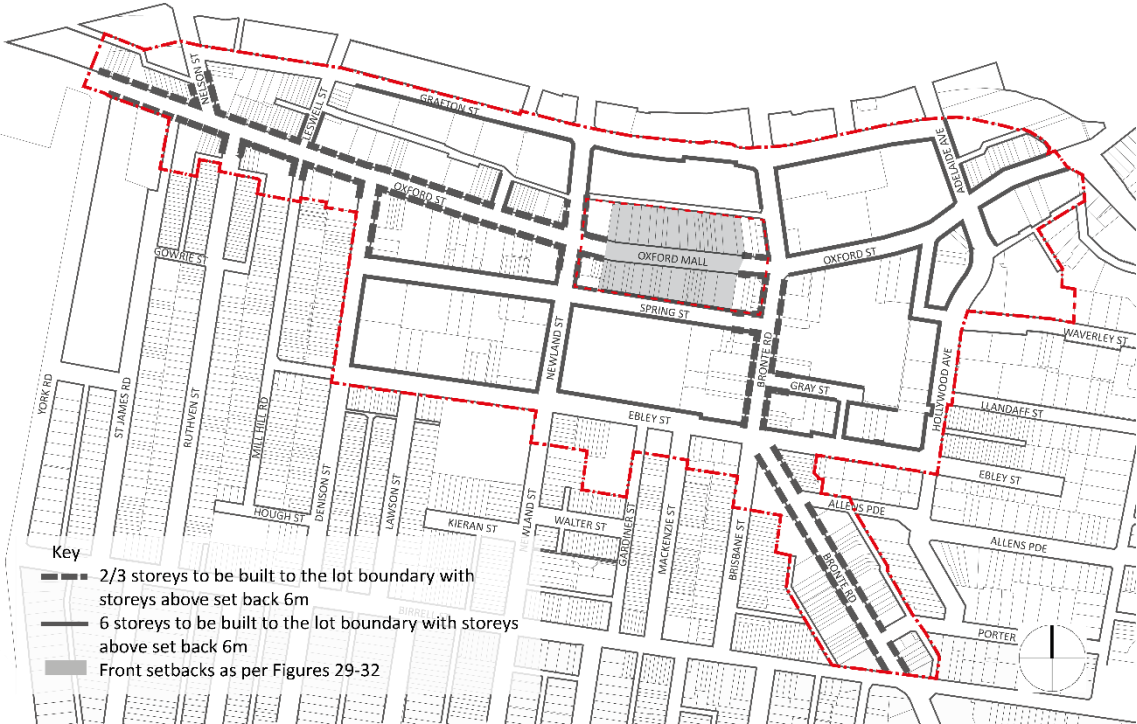 NELSON ST
LESWELL ST
GRAFTON ST
ADELAIDE AVE
OXFORD ST
OXFORD MALL
OXFORD ST
GOWRIE ST
SPRING ST
NEWLAND ST
BRONTE RD
WAVERLEY ST
GRAY ST
HOLLYWOOD AVE
LLANDAFF ST
YORK RD
ST JAMES RD
RUTHVEN ST
MILL HILL RD
EBLEY ST
EBLEY ST
DENISON ST
LAWSON ST
HOUGH ST
KIERAN ST
NEWLAND ST
WALTER ST
GARDINER ST
MACKENZIE ST
BRISBANE ST
ALLENS PDE
ALLENS PDE
BRONTE RD
PORTER
BIRRELL
Key
2/3 storeys to be built to the lot boundary with
storeys above set back 6m
6 storeys to be built to the lot boundary with storeys
above set back 6m
Front setbacks as per Figures 29-32